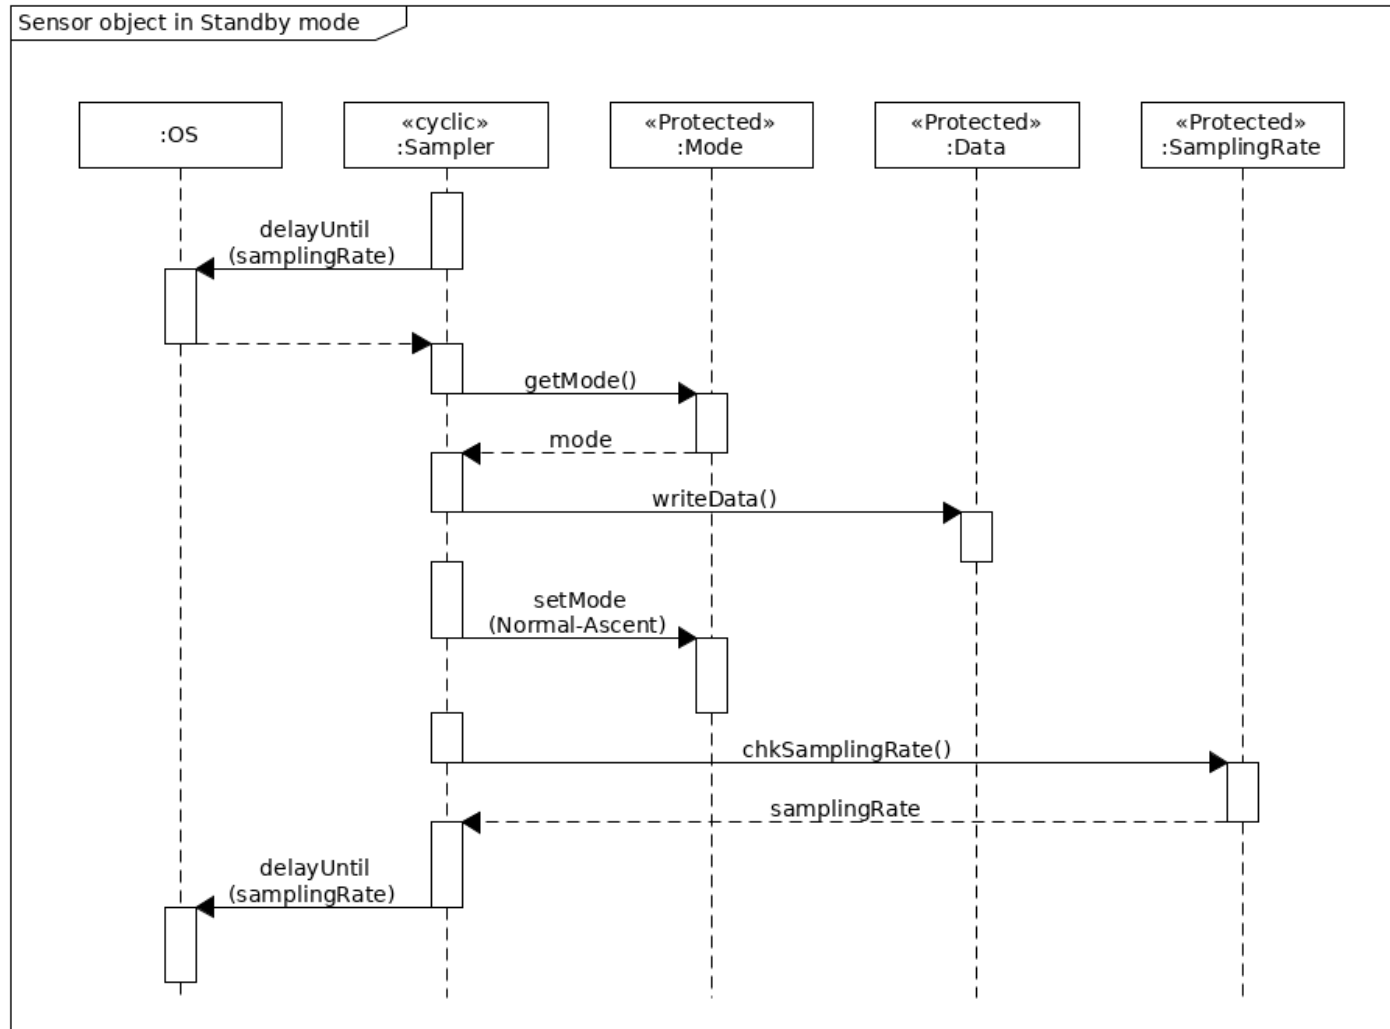 Sensor object in Standby mode
:OS
«cyclic»
:Sampler
«Protected»
:Mode
«Protected»
:Data
«Protected»
:SamplingRate
delayUntil
(samplingRate)
getMode()
mode
writeData()
setMode
(Normal-Ascent)
chkSamplingRate()
samplingRate
delayUntil
(samplingRate)